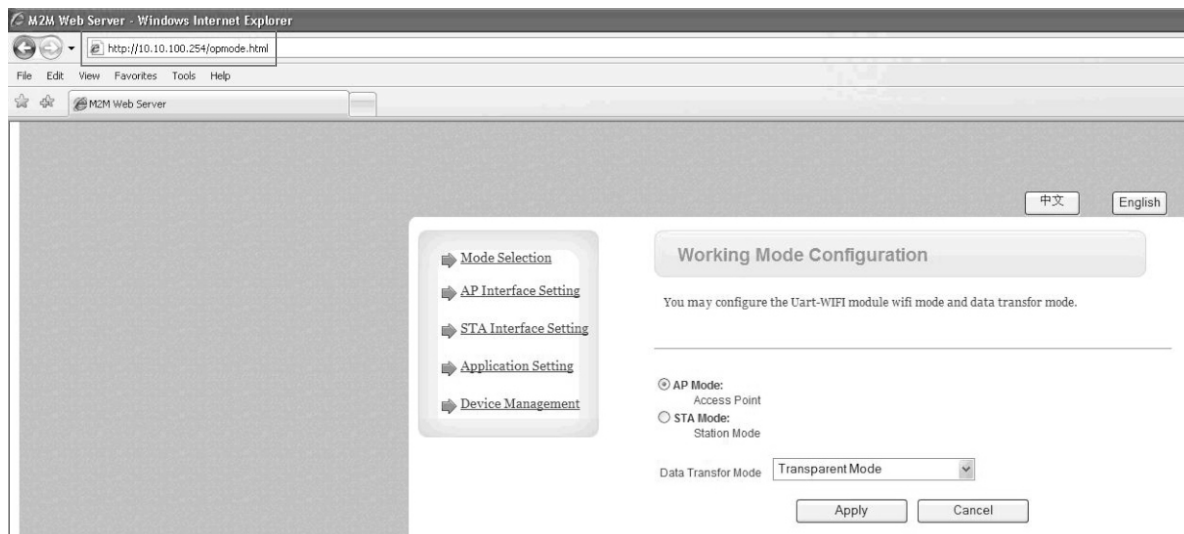 M2M Web Server - Windows Internet Explorer
http://10.10.100.254/opmode.html
File Edit View Favorites Tools Help
M2M Web Server
中文 English
Mode Selection
AP Interface Setting
STA Interface Setting
Application Setting
Device Management
Working Mode Configuration
You may configure the Uart-WIFI module wifi mode and data transfor mode.
AP Mode:
Access Point
STA Mode:
Station Mode
Data Transfor Mode Transparent Mode
Apply Cancel